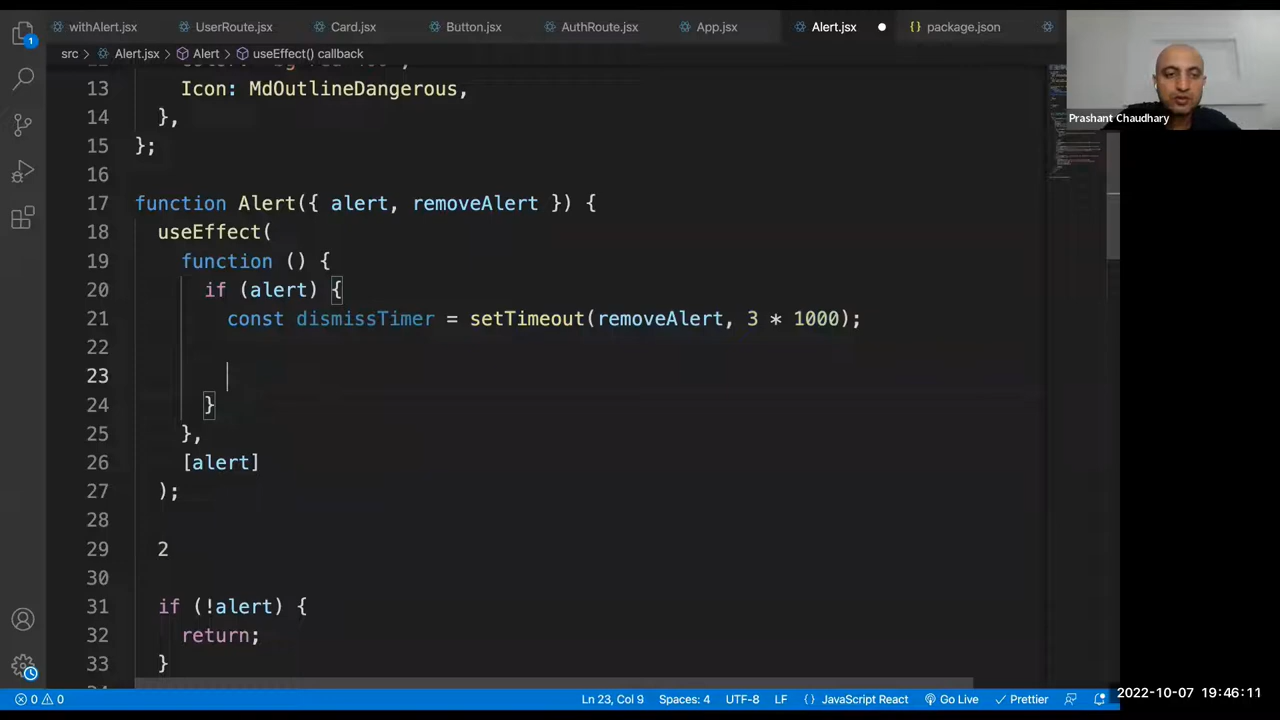 withAlert.jsx UserRoute.jsx Card.jsx Button.jsx AuthRoute.jsx App.jsx Alert.jsx package.json
src Alert.jsx Alert useEffect() callback
13 Icon: MdOutlineDangerous,
14 },
15 };
16
17 function Alert({ alert, removeAlert }) {
18 useEffect(
19 function () {
20 if (alert) {
21 const dismissTimer = setTimeout(removeAlert, 3 * 1000);
22
23
24 }
25 },
26 [alert]
27 );
28
29 2
30
31 if (!alert) {
32 return;
33 }
1
Prashant Chaudhary
0 0 Ln 23, Col 9 Spaces: 4 UTF-8 LF JavaScript React Go Live Prettier
2022-10-07 19:46:11